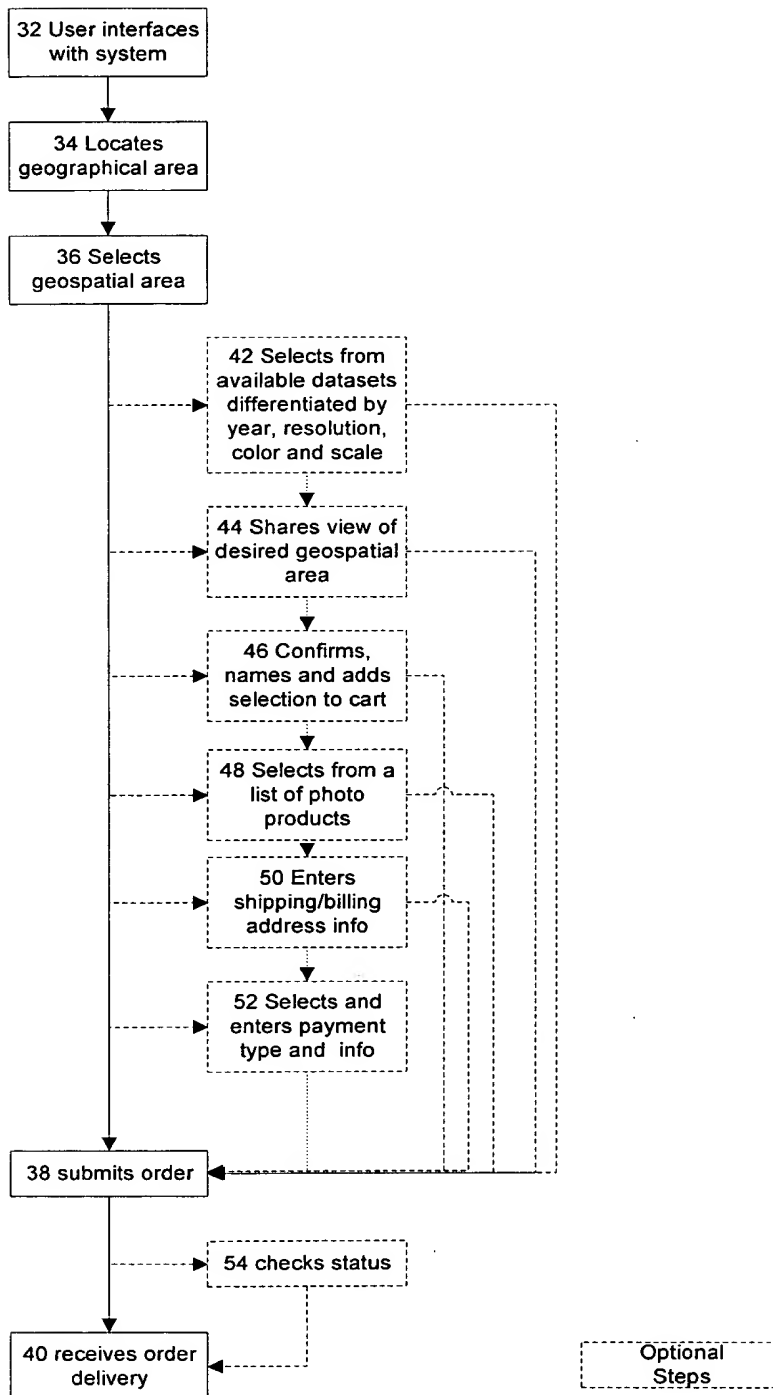 32 User interfaces
with system
34 Locates
geographical area
36 Selects
geospatial area
42 Selects from
available datasets
differentiated by
year, resolution,
color and scale
44 Shares view of
desired geospatial
area
46 Confirms,
names and adds
selection to cart
48 Selects from a
list of photo
products
50 Enters
shipping/billing
address info
52 Selects and
enters payment
type and info
38 submits order
54 checks status
40 receives order
delivery
Optional
Steps